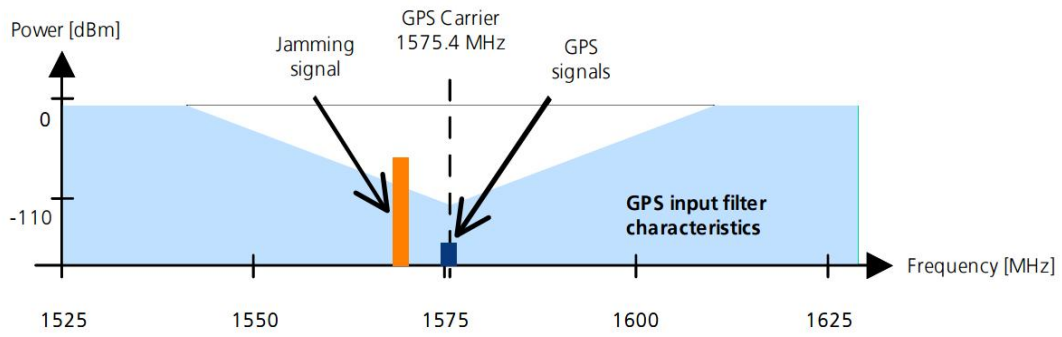 Power [dBm]
GPS Carrier
1575.4 MHz
Jamming
signal
GPS
signals
0
-110
GPS input filter
characteristics
Frequency [MHz]
1525
1550
1575
1600
1625